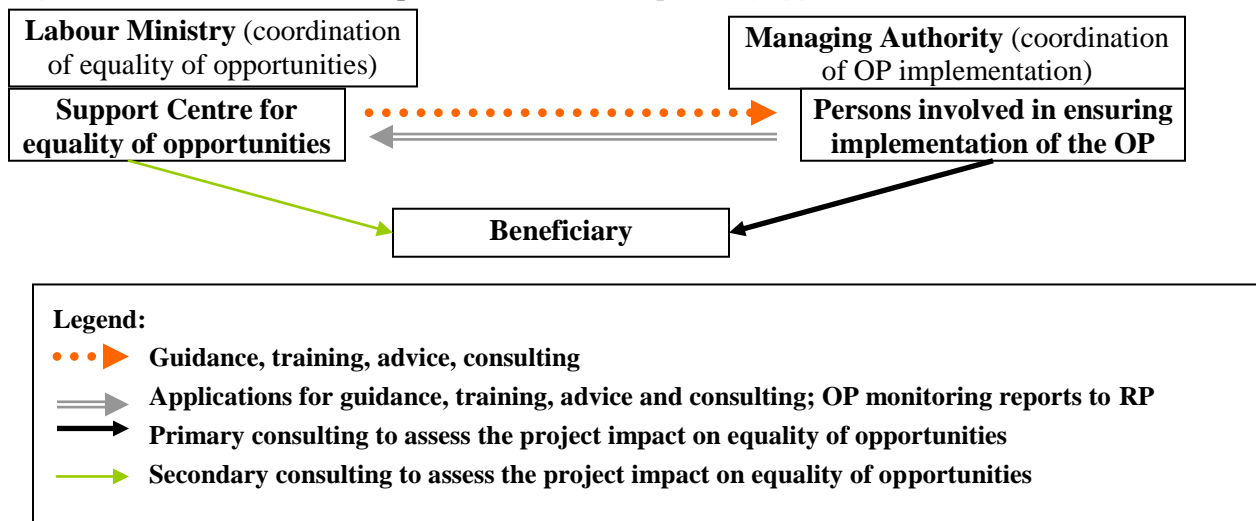 Labour Ministry (coordination
of equality of opportunities)
Support Centre for
equality of opportunities
Managing Authority (coordination
of OP implementation)
Persons involved in ensuring
implementation of the OP
Beneficiary
Legend:
Guidance, training, advice, consulting
Applications for guidance, training, advice and consulting; OP monitoring reports to RP
Primary consulting to assess the project impact on equality of opportunities
Secondary consulting to assess the project impact on equality of opportunities